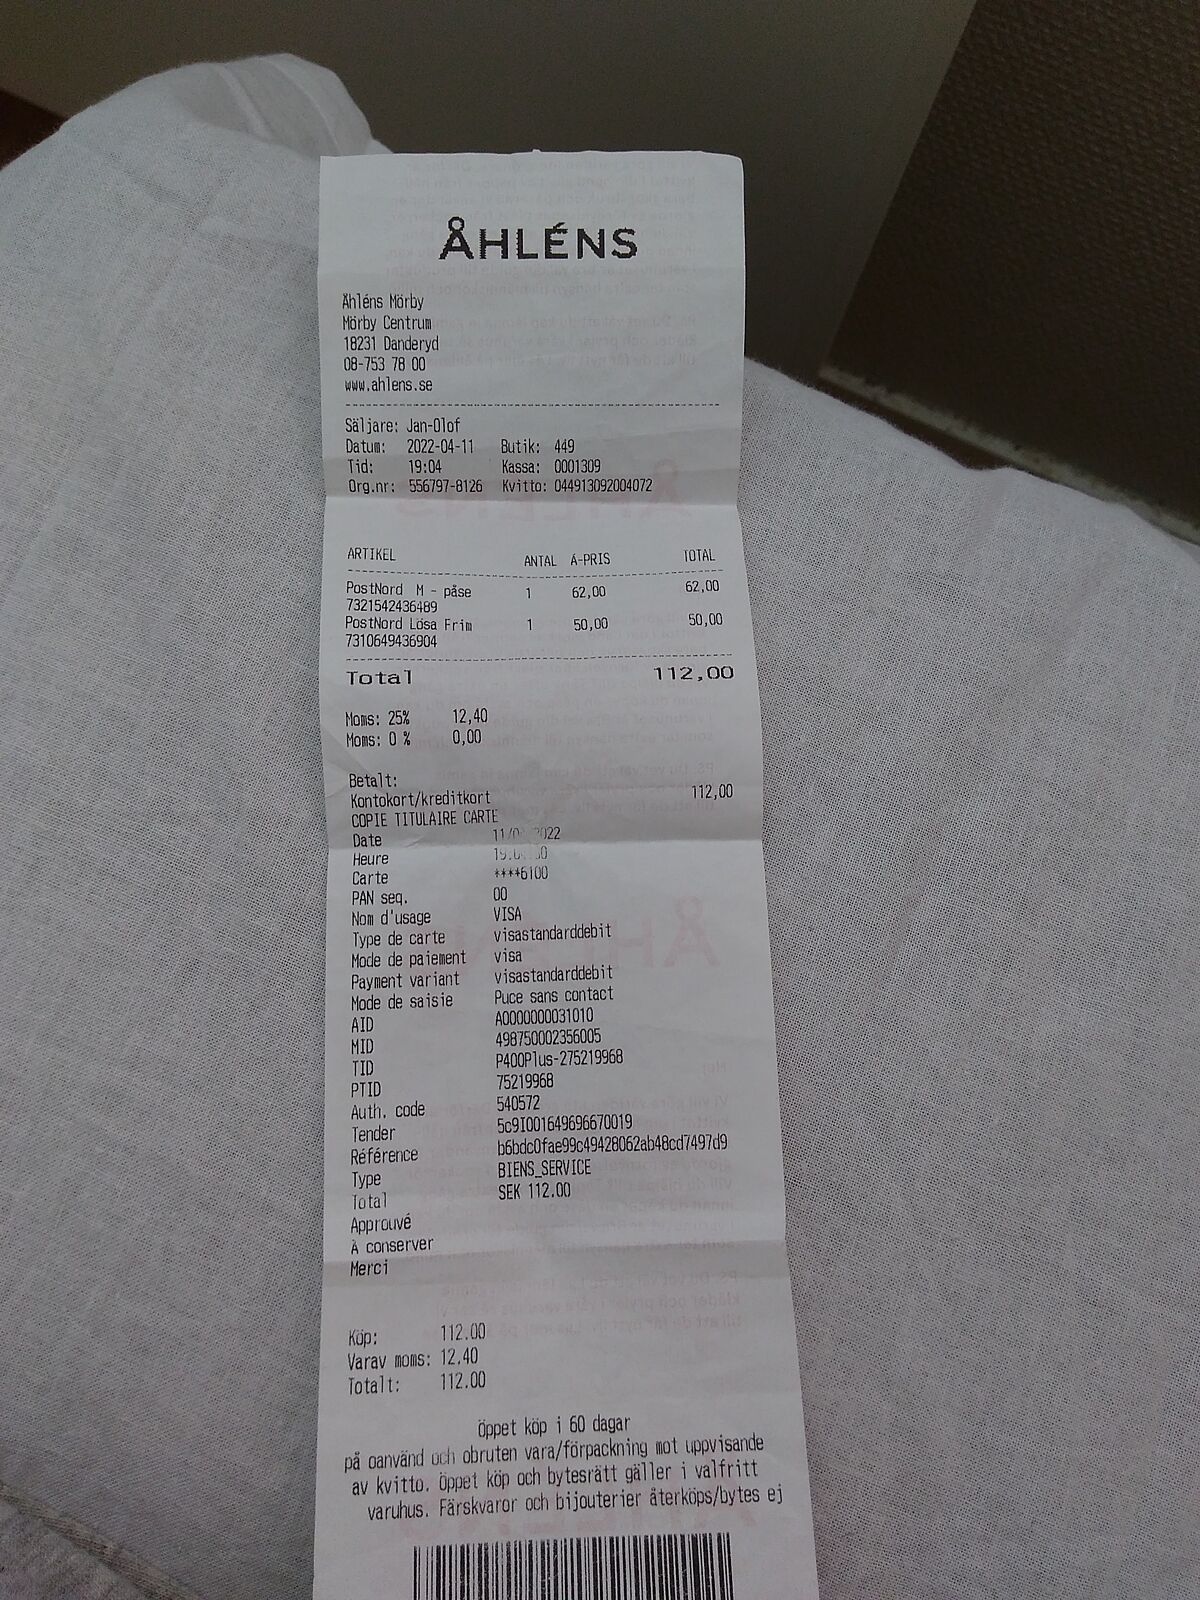 ÅHLÉNS
Åhléns Mörby
Mörby Centrum
18231 Danderyd
08-753 78 00
www.ahlens.se
Säljare: Jan-Olof
Datum: 2022-04-11 Butik: 449
Tid: 19:04 Kassa: 0001309
Org.nr: 556797-8126 Kvitto: 044913092004072
ARTIKEL ANTAL Á-PRIS TOTAL
PostNord M - påse 1 62,00 62,00
7321542436489
PostNord Lösa Frim 1 50,00 50,00
7310649436904
Total 112,00
Moms: 25% 12,40
Moms: 0 % 0,00
Betalt:
Kontokort/kreditkort 112,00
COPIE TITULAIRE CARTE
Date
Heure
Carte ****6100
PAN seq. 00
Nom d'usage VISA
Type de carte visastandarddebit
Mode de paiement visa
Payment variant visastandarddebit
Mode de saisie Puce sans contact
AID A0000000031010
MID 498750002356005
TID P400Plus-275219968
PTID 75219968
Auth. code 540572
Tender 5c9I001649696670019
Référence b6bdc0fae99c49428062ab48cd7497d9
Type BIENS_SERVICE
Total SEK 112.00
Approuvé
À conserver
Merci
Köp: 112.00
Varav moms: 12.40
Totalt: 112.00
Öppet köp i 60 dagar
på oanvänd och obruten vara/förpackning mot uppvisande
av kvitto. Öppet köp och bytesrätt gäller i valfritt
varuhus. Färskvaror och bijouterier återköps/bytes ej